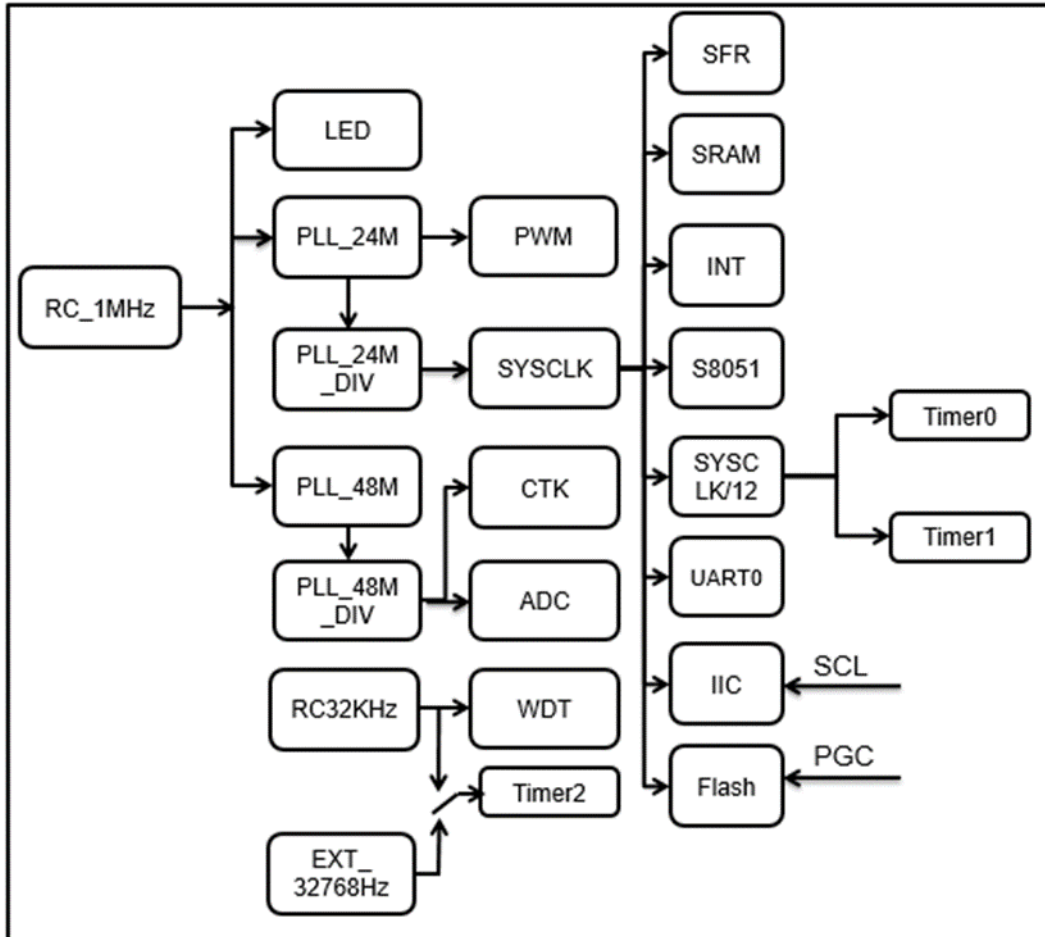 SFR
LED
SRAM
PLL_24M
PWM
INT
RC_1MHz
PLL_24M
_DIV
SYSCLK
S8051
Timer0
PLL_48M
CTK
SYSC
LK/12
Timer1
PLL_48M
_DIV
ADC
UART0
RC32KHz
WDT
IIC
SCL
Timer2
Flash
PGC
EXT_
32768Hz